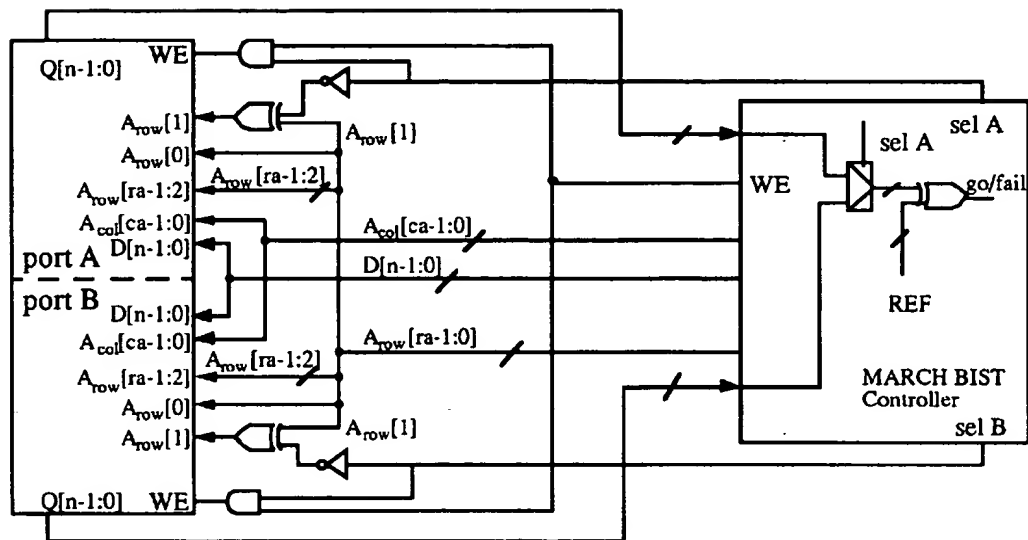 Q[n-1:0]
WE
A_row[1]
A_row[0]
A_row[ra-1:2]
A_col[ca-1:0]
D[n-1:0]
port A
port B
D[n-1:0]
A_col[ca-1:0]
A_row[ra-1:2]
A_row[0]
A_row[1]
Q[n-1:0]
WE
A_row[1]
A_row[ra-1:2]
A_col[ca-1:0]
D[n-1:0]
A_row[ra-1:0]
A_row[ra-1:2]
A_row[1]
sel A
sel A
WE
go/fail
REF
MARCH BIST
Controller
sel B